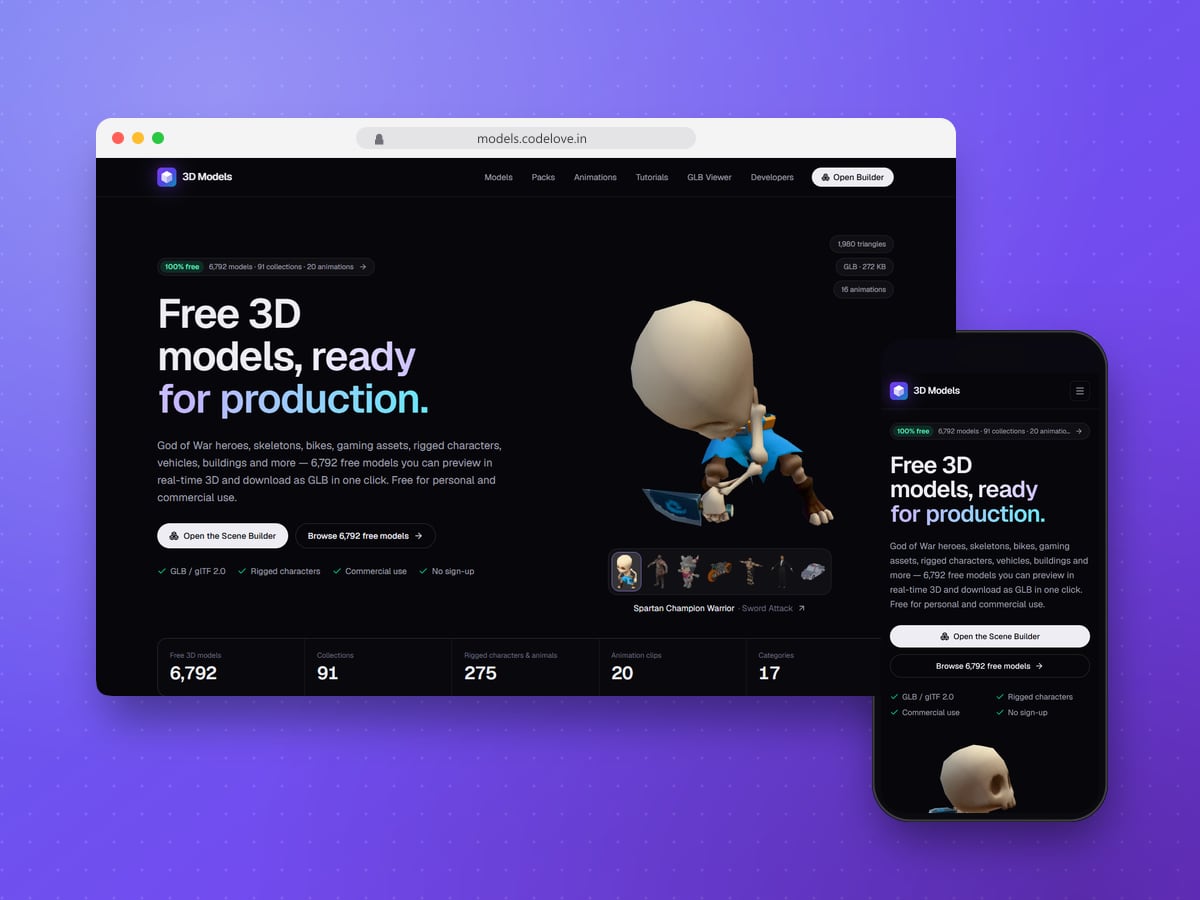 models.codelove.in
3D Models
Models Packs Animations Tutorials GLB Viewer Developers Open Builder
100% free 6,792 models · 91 collections · 20 animations →
Free 3D
models, ready
for production.
God of War heroes, skeletons, bikes, gaming assets, rigged characters,
vehicles, buildings and more — 6,792 free models you can preview in
real-time 3D and download as GLB in one click. Free for personal and
commercial use.
Open the Scene Builder Browse 6,792 free models →
✓ GLB / glTF 2.0 ✓ Rigged characters ✓ Commercial use ✓ No sign-up
1,980 triangles
GLB · 272 KB
16 animations
Spartan Champion Warrior · Sword Attack ↗
Free 3D models Collections Rigged characters & animals Animation clips Categories
6,792 91 275 20 17
3D Models
100% free 6,792 models · 91 collections · 20 animatio... →
Free 3D
models, ready
for production.
God of War heroes, skeletons, bikes, gaming
assets, rigged characters, vehicles, buildings and
more — 6,792 free models you can preview in
real-time 3D and download as GLB in one click.
Free for personal and commercial use.
Open the Scene Builder
Browse 6,792 free models →
✓ GLB / glTF 2.0 ✓ Rigged characters
✓ Commercial use ✓ No sign-up